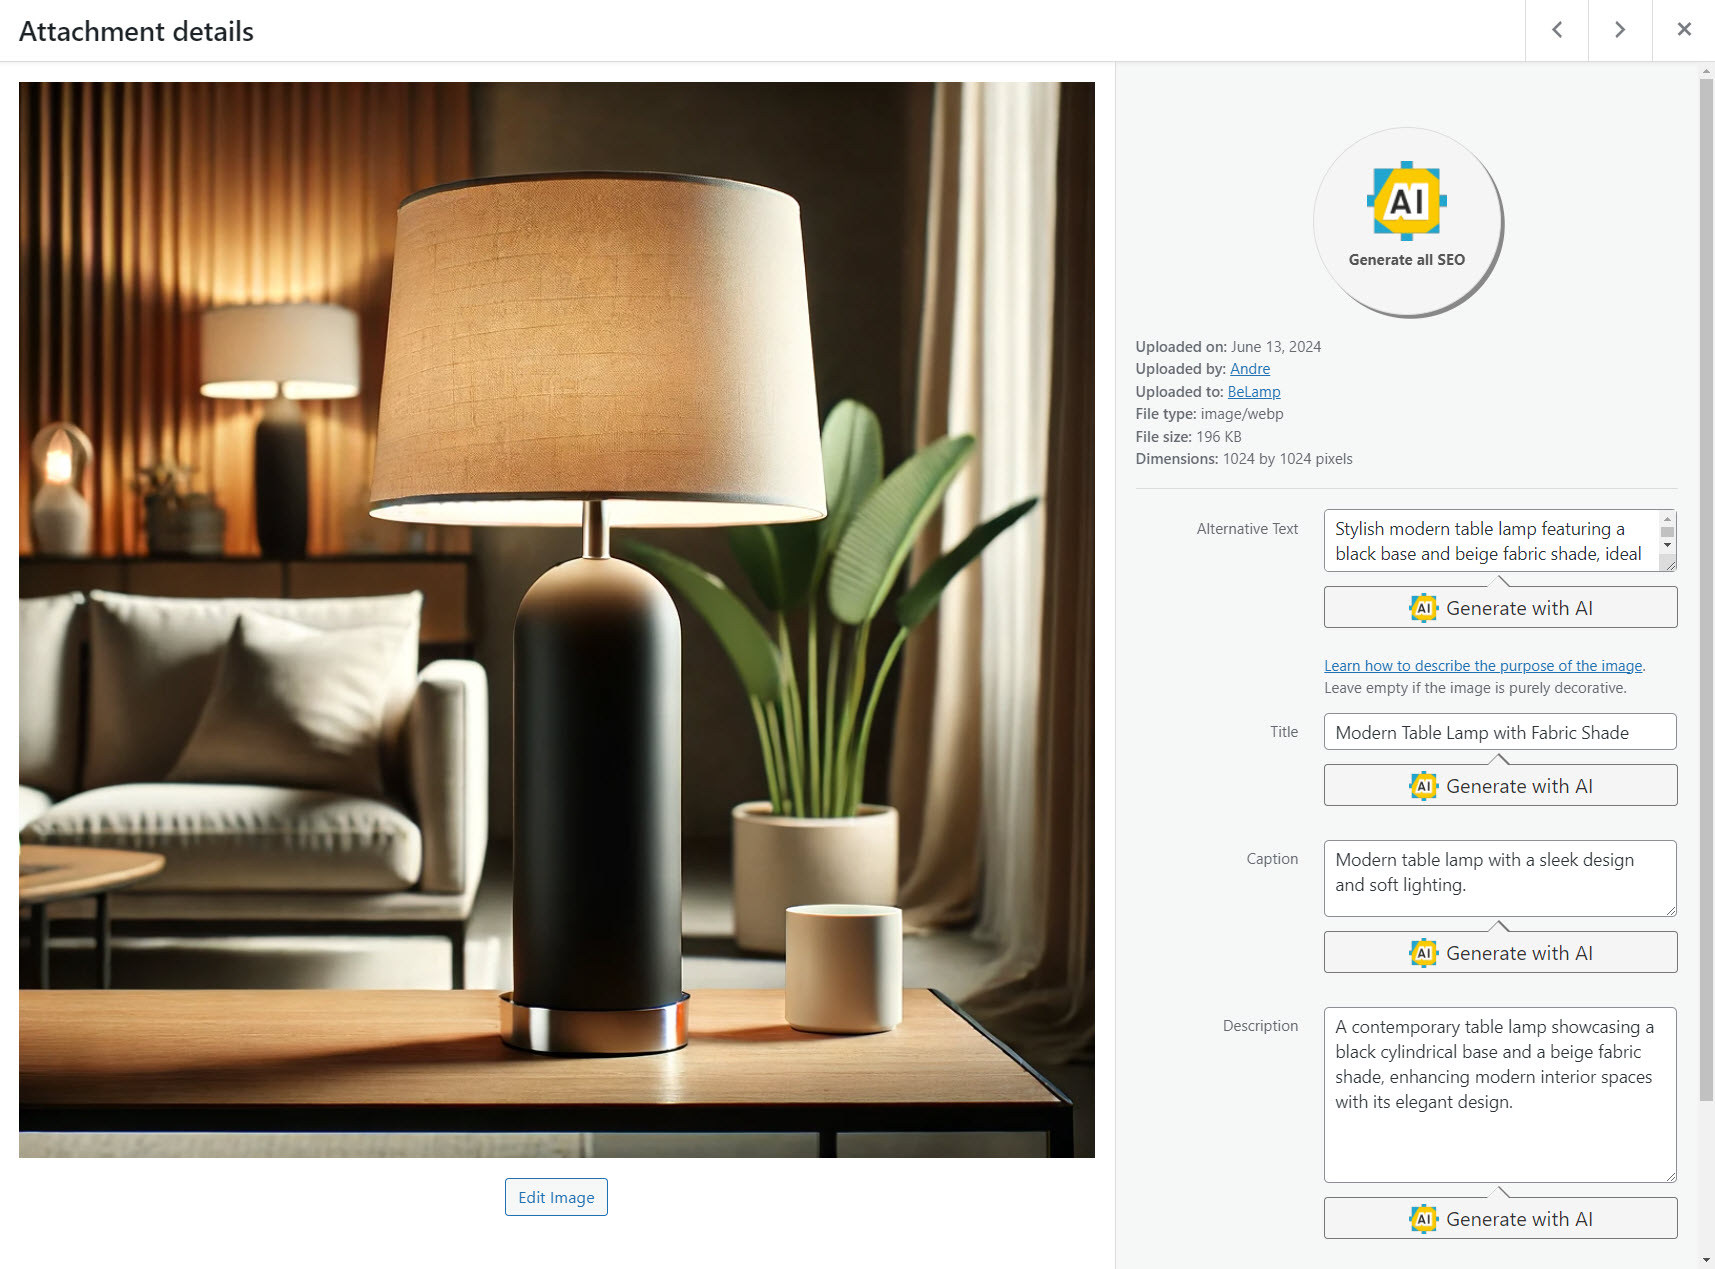 Attachment details
AI
Generate all SEO
Uploaded on: June 13, 2024
Uploaded by: Andre
Uploaded to: BeLamp
File type: image/webp
File size: 196 KB
Dimensions: 1024 by 1024 pixels
Alternative Text
Stylish modern table lamp featuring a
black base and beige fabric shade, ideal
AI Generate with AI
Learn how to describe the purpose of the image.
Leave empty if the image is purely decorative.
Title
Modern Table Lamp with Fabric Shade
AI Generate with AI
Caption
Modern table lamp with a sleek design
and soft lighting.
AI Generate with AI
Description
A contemporary table lamp showcasing a
black cylindrical base and a beige fabric
shade, enhancing modern interior spaces
with its elegant design.
AI Generate with AI
Edit Image